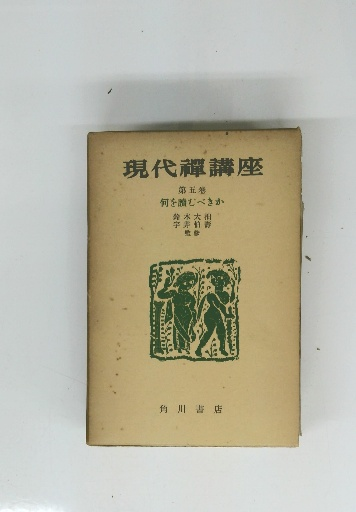 現代禪講座
第五卷
何を讀むべきか
鈴木大拙
宇井伯壽
監修
角川書店